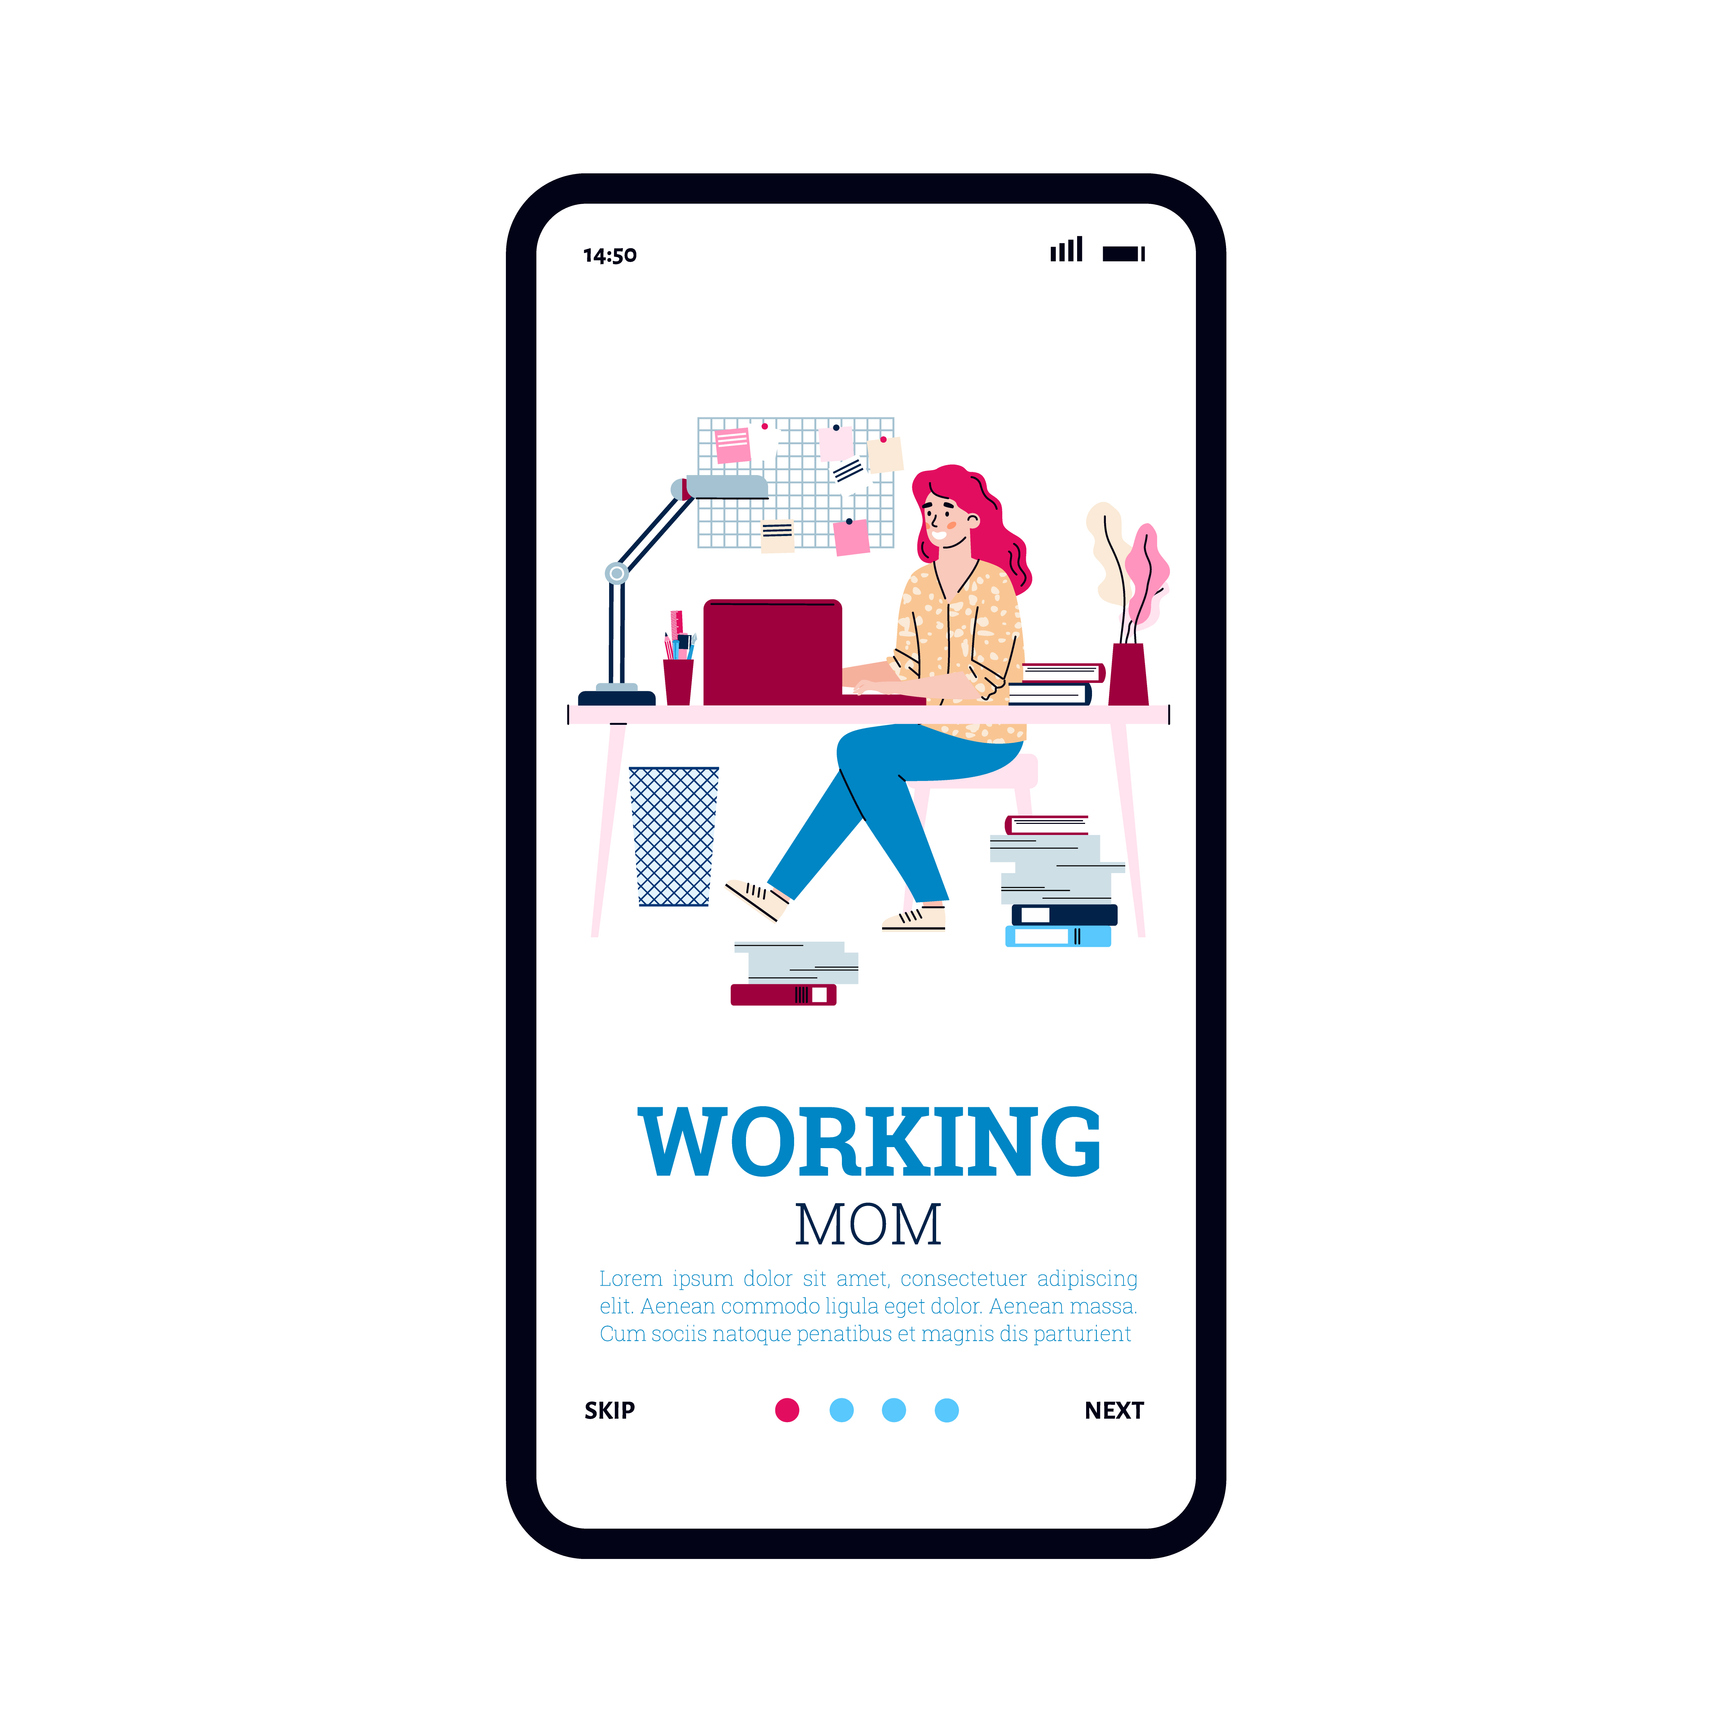 14:50
WORKING
MOM
Lorem ipsum dolor sit amet, consectetuer adipiscing
elit. Aenean commodo ligula eget dolor. Aenean massa.
Cum sociis natoque penatibus et magnis dis parturient
SKIP
NEXT